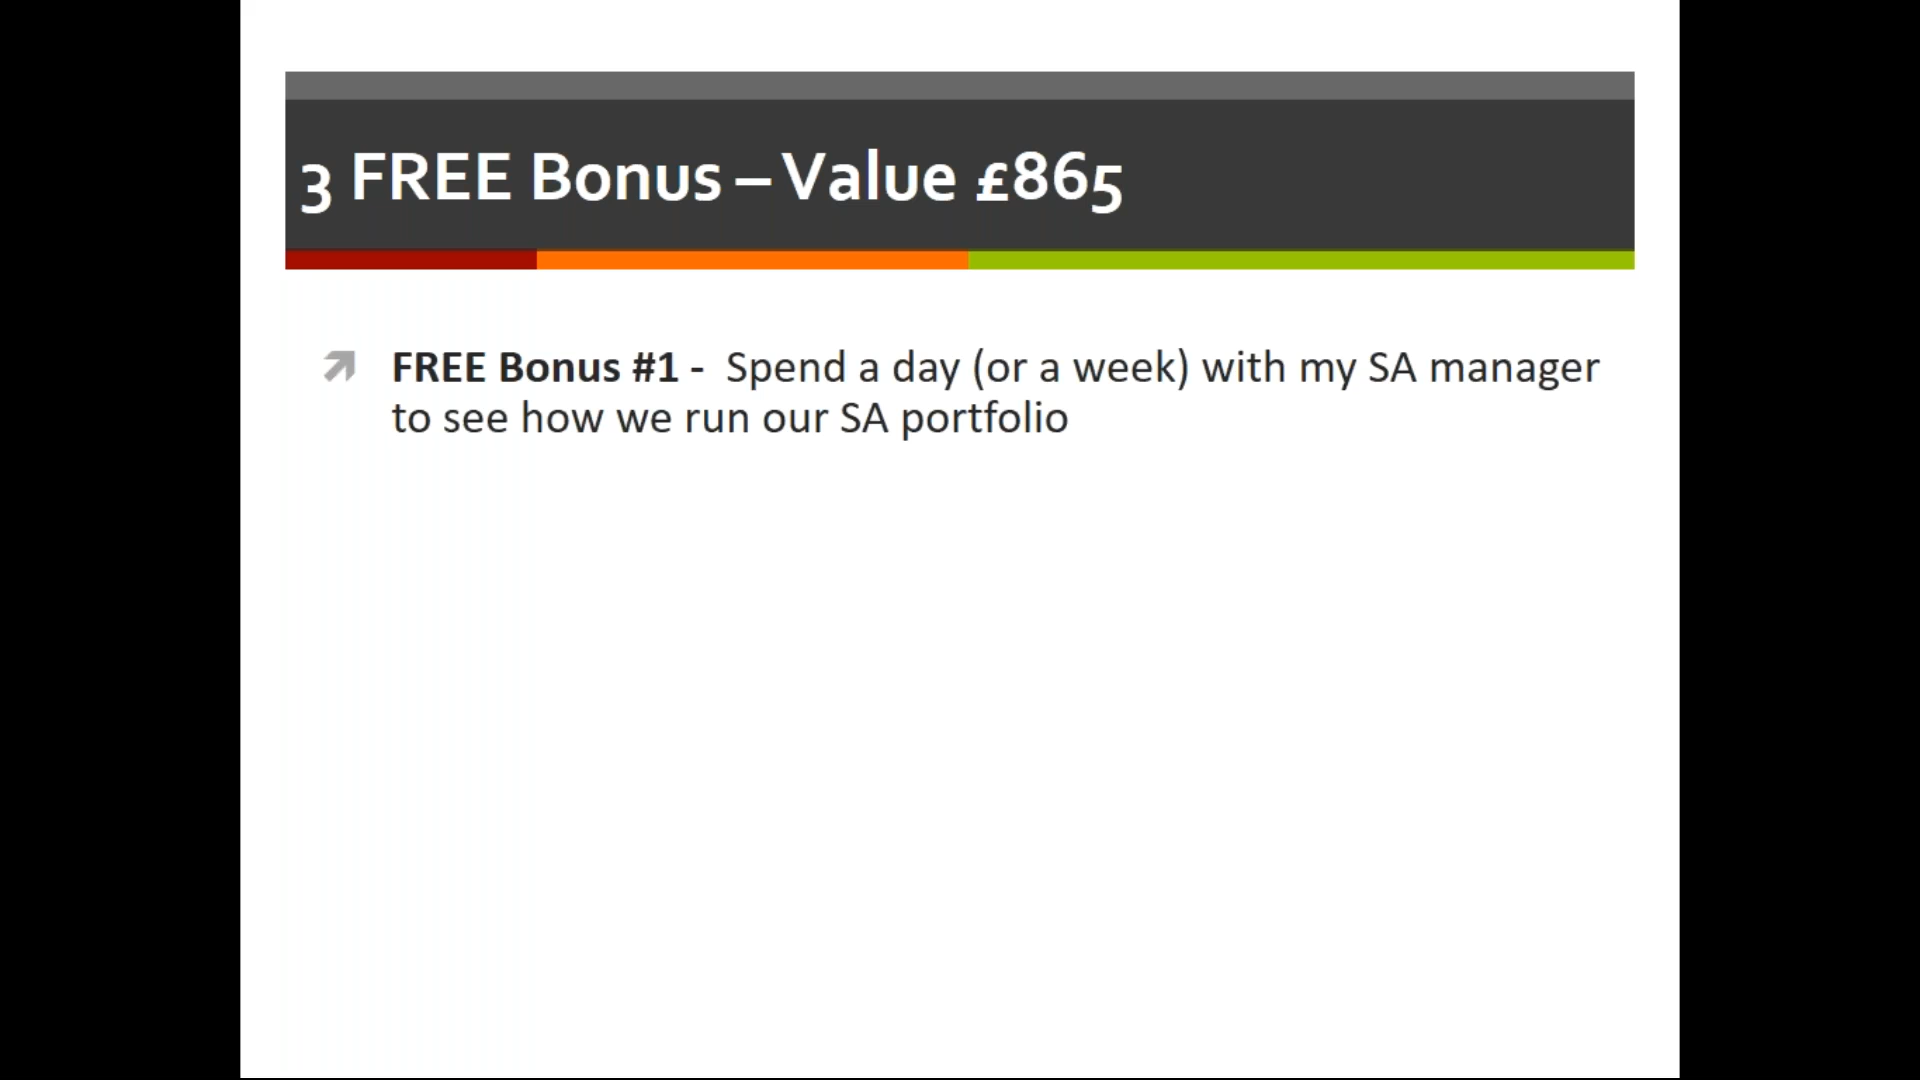 3 FREE Bonus – Value £865
FREE Bonus #1 - Spend a day (or a week) with my SA manager
to see how we run our SA portfolio